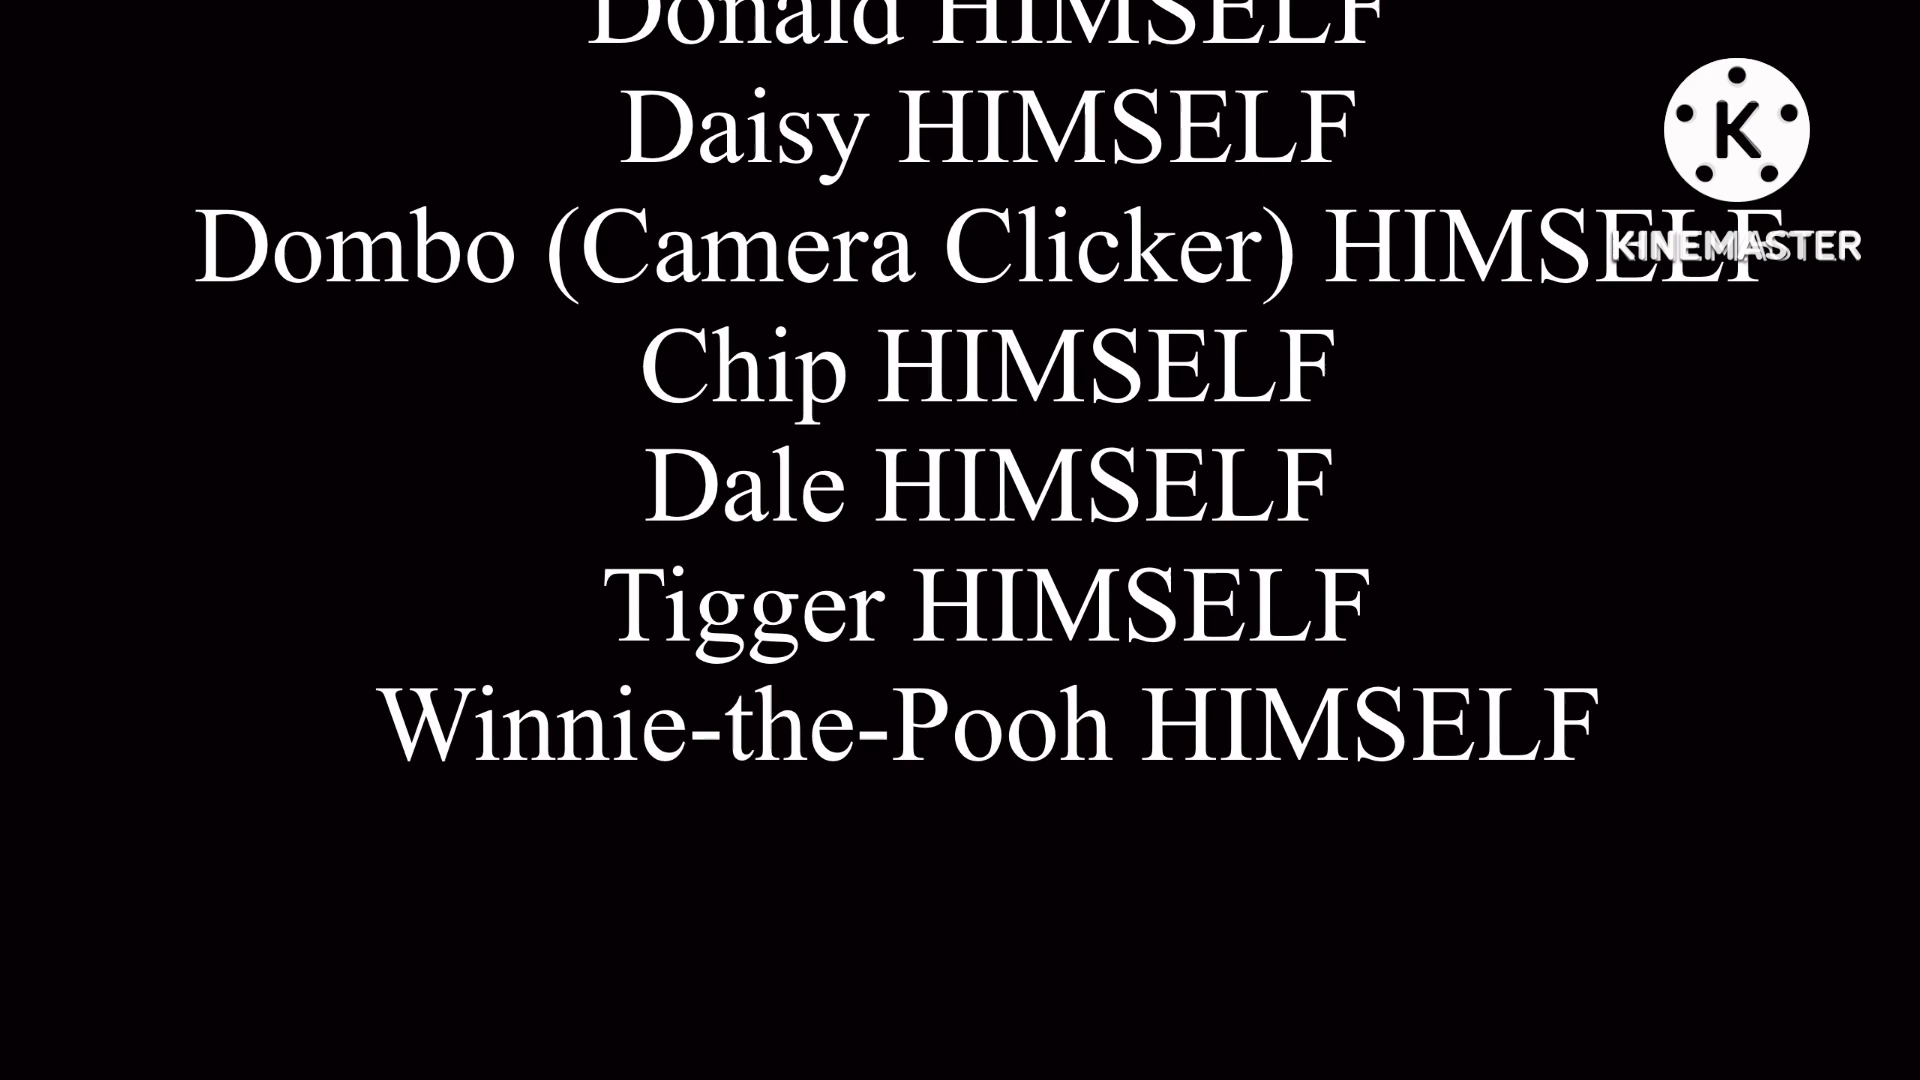 Donald HIMSELF
Daisy HIMSELF
Dombo (Camera Clicker) HIMSELF
Chip HIMSELF
Dale HIMSELF
Tigger HIMSELF
Winnie-the-Pooh HIMSELF
K
KINEMASTER